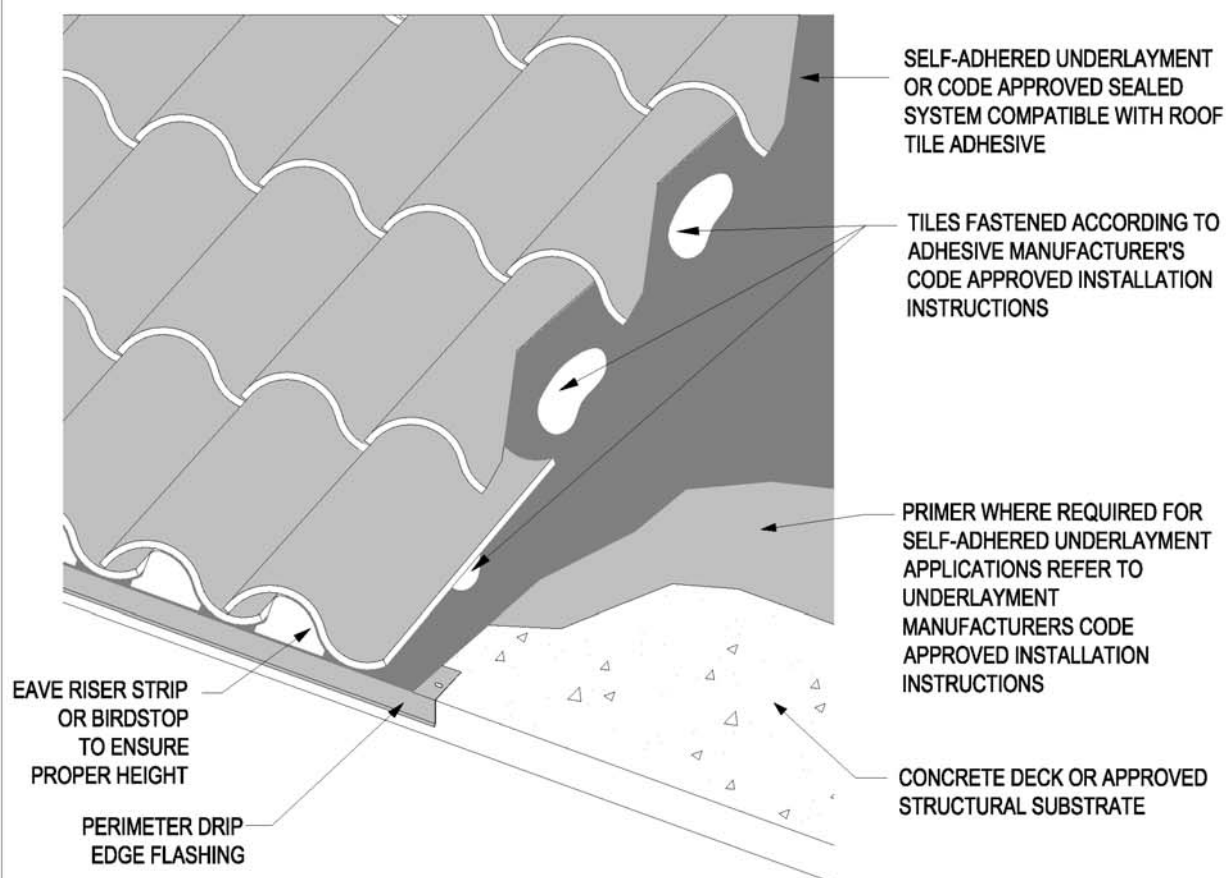 SELF-ADHERED UNDERLAYMENT
OR CODE APPROVED SEALED
SYSTEM COMPATIBLE WITH ROOF
TILE ADHESIVE
TILES FASTENED ACCORDING TO
ADHESIVE MANUFACTURER'S
CODE APPROVED INSTALLATION
INSTRUCTIONS
PRIMER WHERE REQUIRED FOR
SELF-ADHERED UNDERLAYMENT
APPLICATIONS REFER TO
UNDERLAYMENT
MANUFACTURERS CODE
APPROVED INSTALLATION
INSTRUCTIONS
EAVE RISER STRIP
OR BIRDSTOP
TO ENSURE
PROPER HEIGHT
CONCRETE DECK OR APPROVED
STRUCTURAL SUBSTRATE
PERIMETER DRIP
EDGE FLASHING